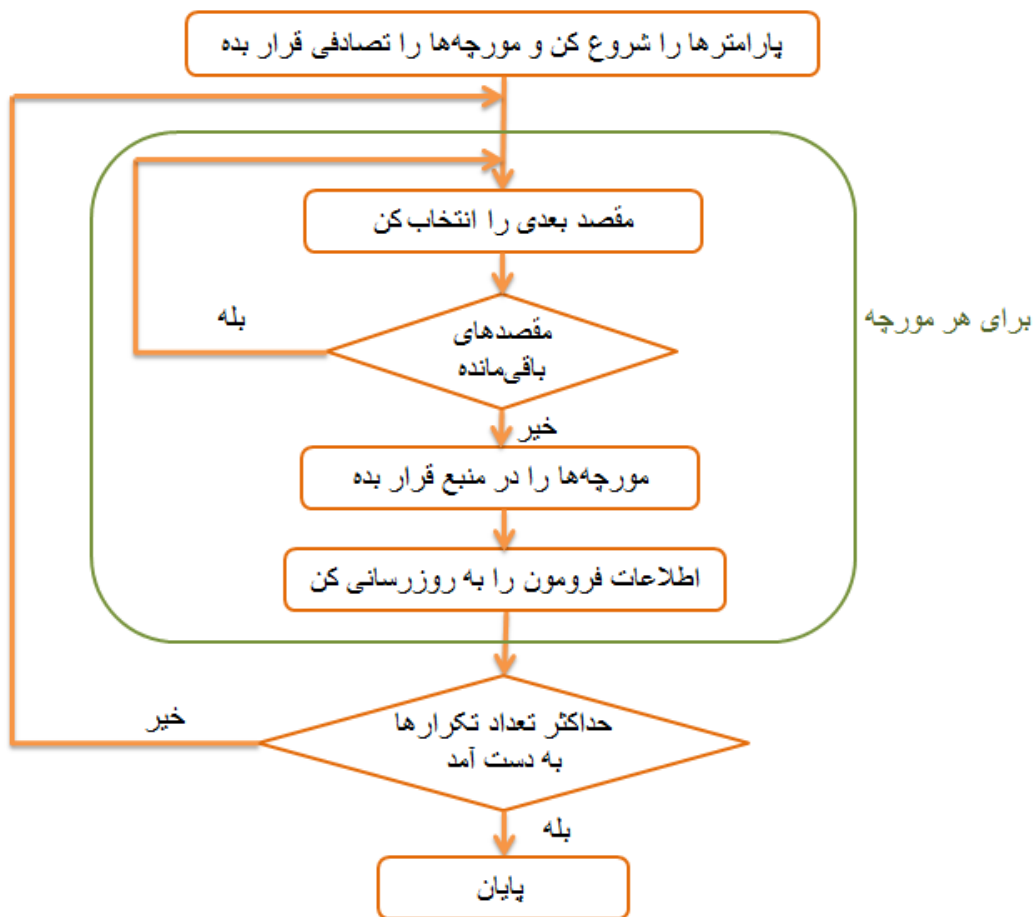 پارامترها را شروع کن و مورچه‌ها را تصادفی قرار بده
مقصد بعدی را انتخاب کن
مقصدهای
باقی‌مانده
بله
برای هر مورچه
خیر
مورچه‌ها را در منبع قرار بده
اطلاعات فرومون را به روزرسانی کن
حداکثر تعداد تکرارها
به دست آمد
خیر
بله
پایان